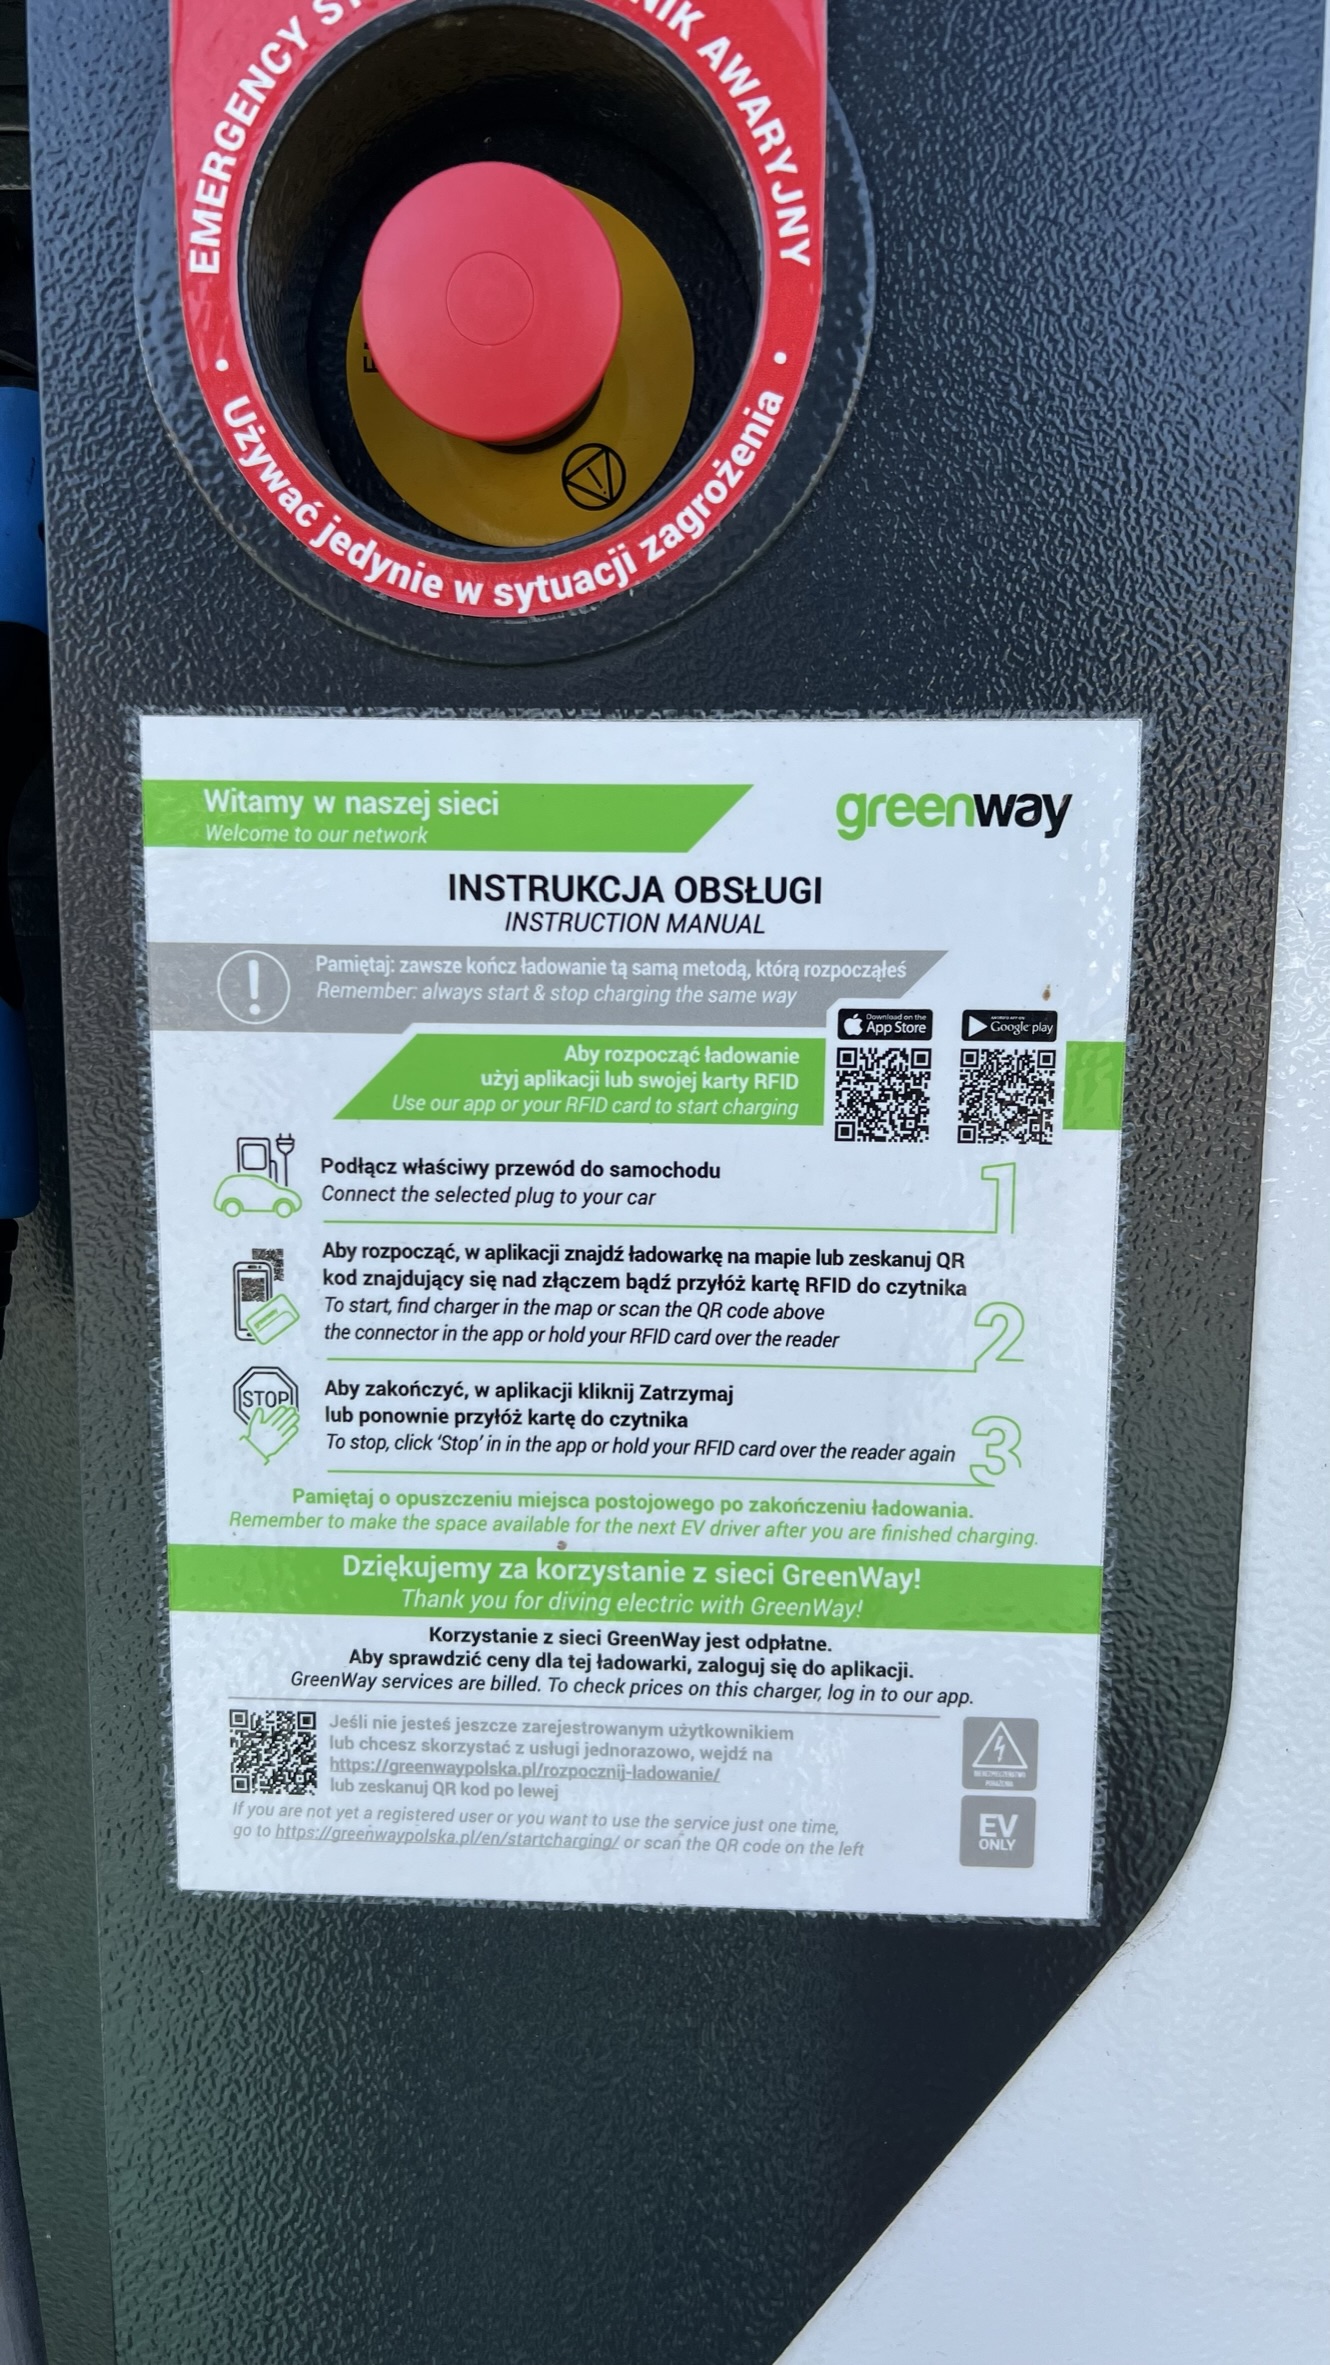 EMERGENCY
AWARYJNY
• Używać jedynie w sytuacji zagrożenia •
Witamy w naszej sieci
Welcome to our network
greenway
INSTRUKCJA OBSŁUGI
INSTRUCTION MANUAL
Pamiętaj: zawsze kończ ładowanie tą samą metodą, którą rozpocząłeś
Remember: always start & stop charging the same way
Download on the
App Store
ANDROID APP ON
Google play
Aby rozpocząć ładowanie
użyj aplikacji lub swojej karty RFID
Use our app or your RFID card to start charging
Podłącz właściwy przewód do samochodu
Connect the selected plug to your car
1
Aby rozpocząć, w aplikacji znajdź ładowarkę na mapie lub zeskanuj QR
kod znajdujący się nad złączem bądź przyłóż kartę RFID do czytnika
To start, find charger in the map or scan the QR code above
the connector in the app or hold your RFID card over the reader
2
STOP
Aby zakończyć, w aplikacji kliknij Zatrzymaj
lub ponownie przyłóż kartę do czytnika
To stop, click ‘Stop’ in in the app or hold your RFID card over the reader again
3
Pamiętaj o opuszczeniu miejsca postojowego po zakończeniu ładowania.
Remember to make the space available for the next EV driver after you are finished charging.
Dziękujemy za korzystanie z sieci GreenWay!
Thank you for diving electric with GreenWay!
Korzystanie z sieci GreenWay jest odpłatne.
Aby sprawdzić ceny dla tej ładowarki, zaloguj się do aplikacji.
GreenWay services are billed. To check prices on this charger, log in to our app.
Jeśli nie jesteś jeszcze zarejestrowanym użytkownikiem
lub chcesz skorzystać z usługi jednorazowo, wejdź na
https://greenwaypolska.pl/rozpocznij-ladowanie/
lub zeskanuj QR kod po lewej
If you are not yet a registered user or you want to use the service just one time,
go to https://greenwaypolska.pl/en/startcharging/ or scan the QR code on the left
EV
ONLY